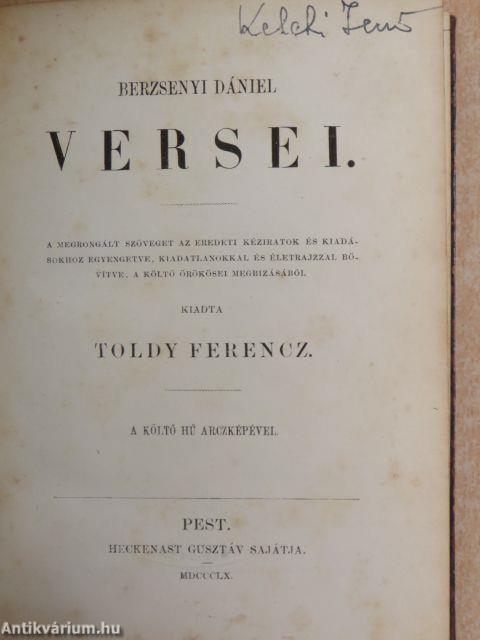 Kelecki Jenő
BERZSENYI DÁNIEL
VERSEI.
A MEGRONGÁLT SZÖVEGET AZ EREDETI KÉZIRATOK ÉS KIADÁ-
SOKHOZ EGYENGETVE, KIADATLANOKKAL ÉS ÉLETRAJZZAL BŐ-
VÍTVE, A KÖLTŐ ÖRÖKÖSEI MEGBIZÁSÁBÓL
KIADTA
TOLDY FERENCZ.
A KÖLTŐ HŰ ARCZKÉPÉVEL.
PEST.
HECKENAST GUSZTÁV SAJÁTJA.
MDCCCLX.
Antikvárium.hu